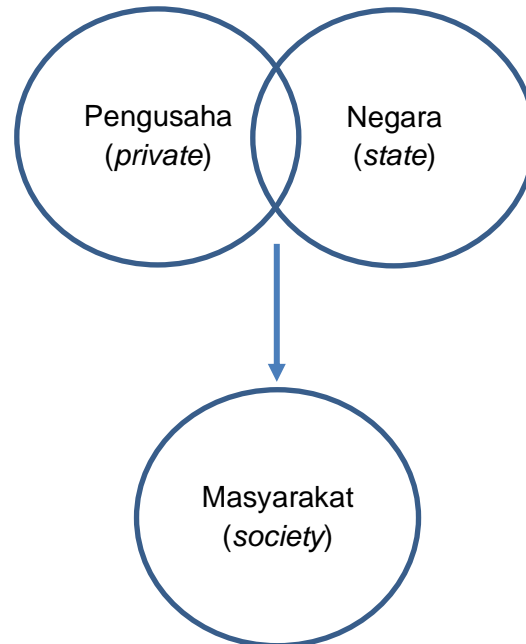 Pengusaha
(private)
Negara
(state)
Masyarakat
(society)